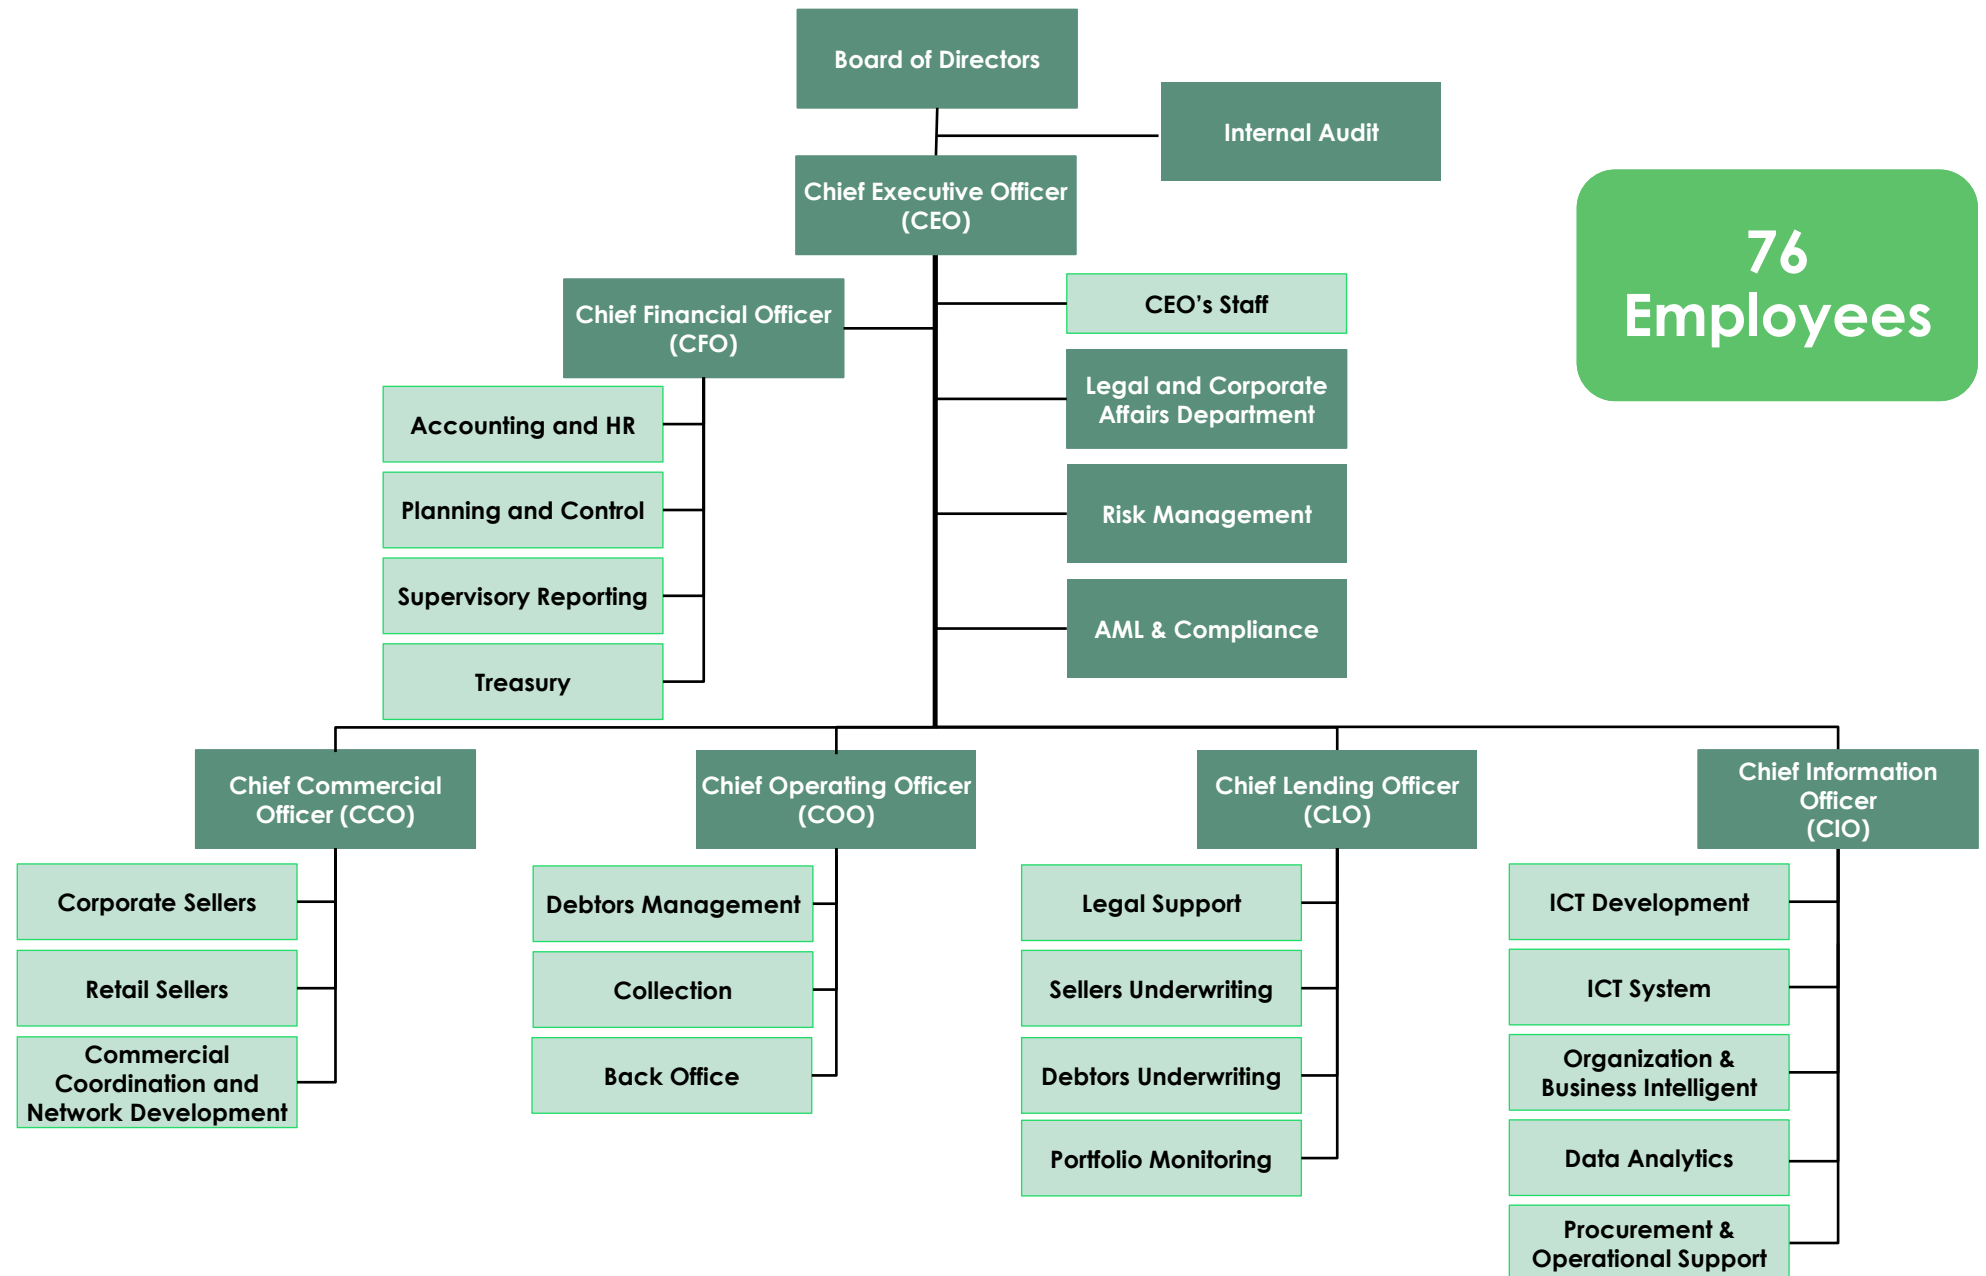 Board of Directors
Internal Audit
Chief Executive Officer
(CEO)
76
Employees
CEO’s Staff
Chief Financial Officer
(CFO)
Legal and Corporate
Affairs Department
Accounting and HR
Planning and Control
Risk Management
Supervisory Reporting
AML & Compliance
Treasury
Chief Commercial
Officer (CCO)
Chief Operating Officer
(COO)
Chief Lending Officer
(CLO)
Chief Information
Officer
(CIO)
Corporate Sellers
Retail Sellers
Commercial
Coordination and
Network Development
Debtors Management
Collection
Back Office
Legal Support
Sellers Underwriting
Debtors Underwriting
Portfolio Monitoring
ICT Development
ICT System
Organization &
Business Intelligent
Data Analytics
Procurement &
Operational Support